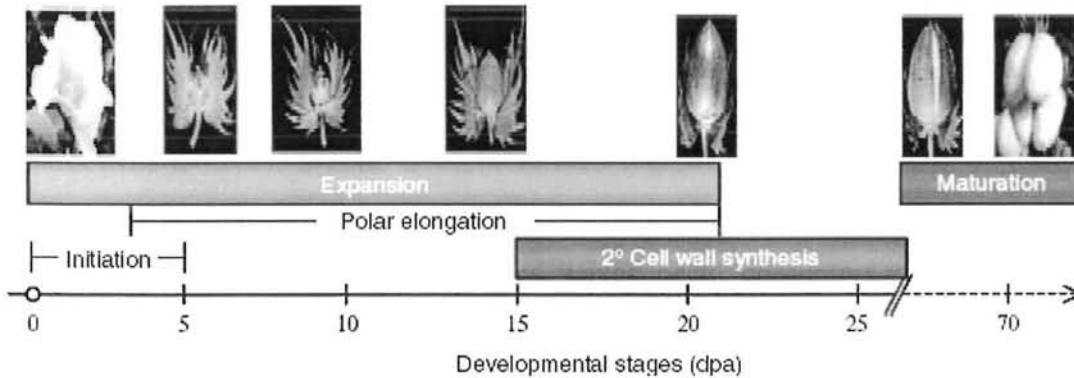 Expansion
Maturation
Polar elongation
Initiation
2° Cell wall synthesis
0 5 10 15 20 25 70
Developmental stages (dpa)